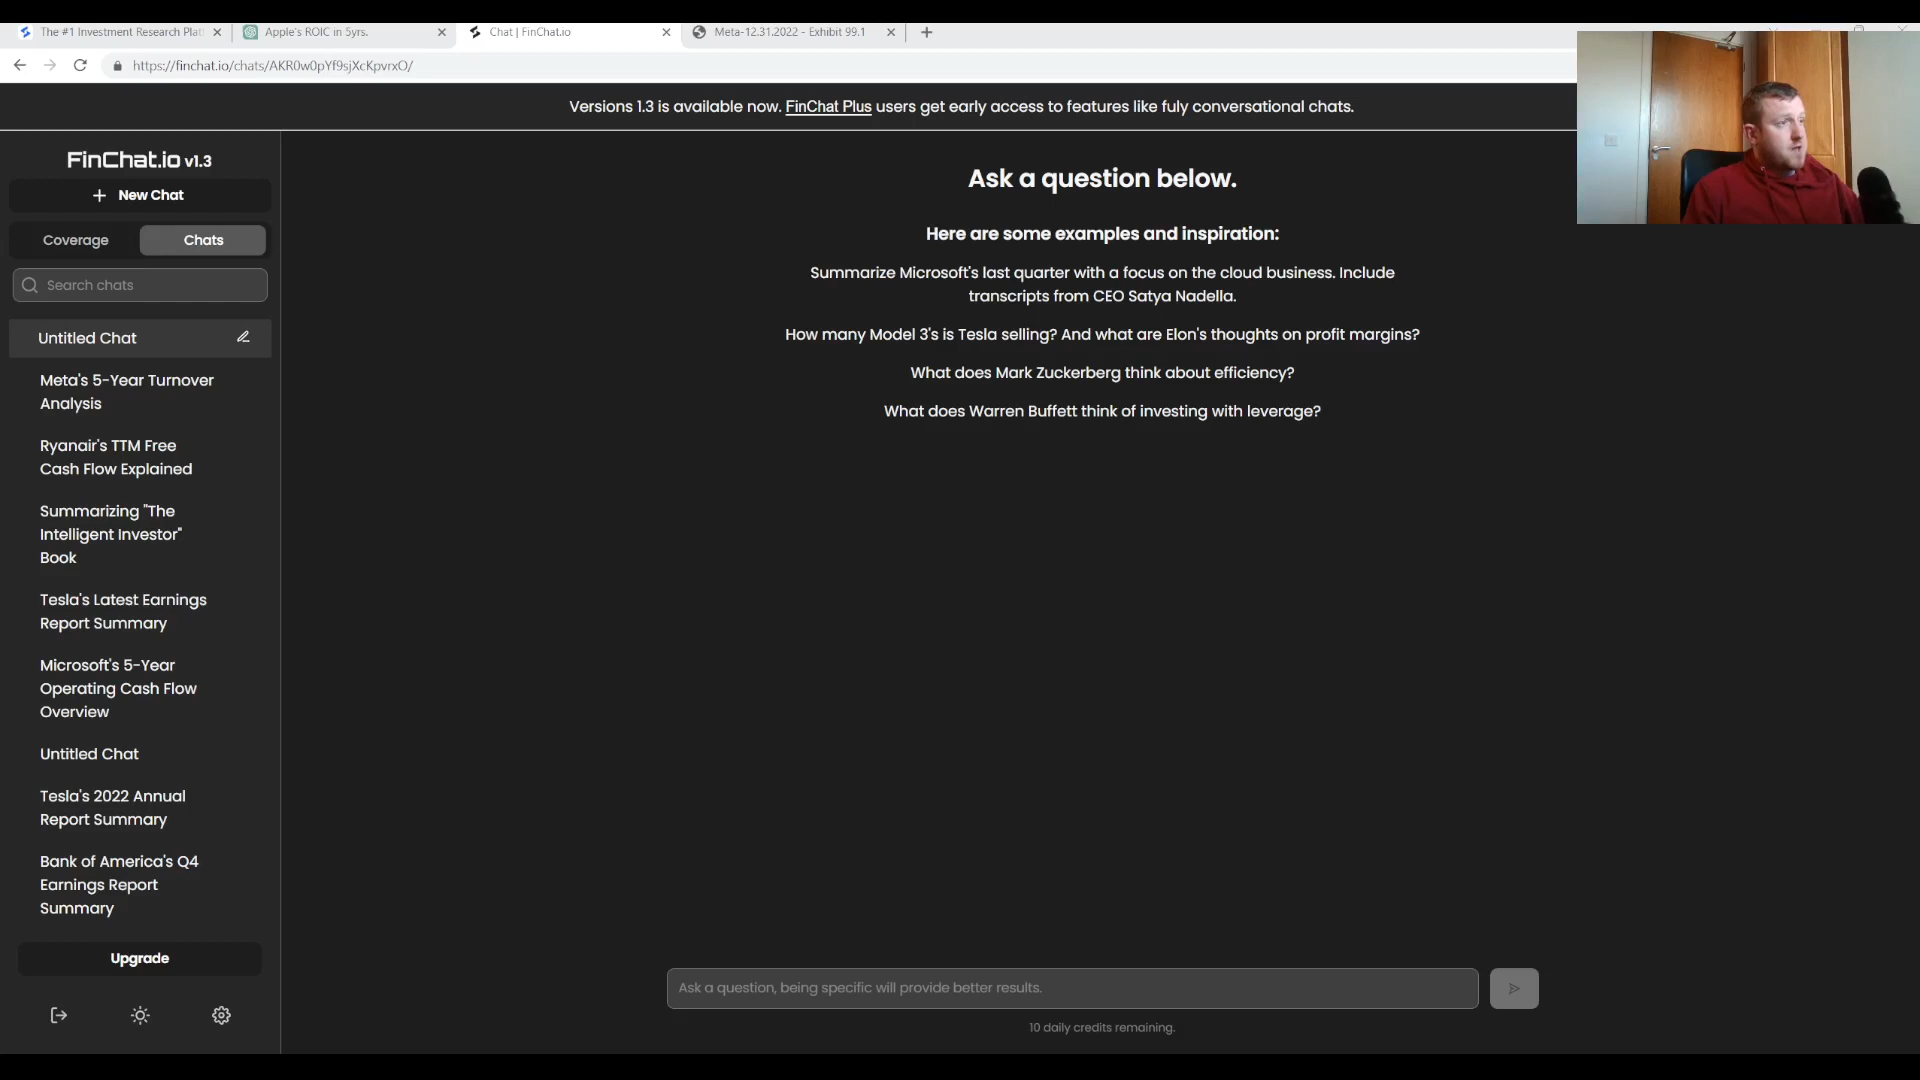 The #1 Investment Research Plat
Apple's ROIC in 5yrs.
Chat | FinChat.io
Meta-12.31.2022 - Exhibit 99.1
https://finchat.io/chats/AKR0w0pYf9sjXcKpvrxO/
Versions 1.3 is available now. FinChat Plus users get early access to features like fuly conversational chats.
FinChat.io v1.3
+ New Chat
Coverage
Chats
Search chats
Untitled Chat
Meta's 5-Year Turnover
Analysis
Ryanair's TTM Free
Cash Flow Explained
Summarizing "The
Intelligent Investor"
Book
Tesla's Latest Earnings
Report Summary
Microsoft's 5-Year
Operating Cash Flow
Overview
Untitled Chat
Tesla's 2022 Annual
Report Summary
Bank of America's Q4
Earnings Report
Summary
Upgrade
Ask a question below.
Here are some examples and inspiration:
Summarize Microsoft's last quarter with a focus on the cloud business. Include
transcripts from CEO Satya Nadella.
How many Model 3's is Tesla selling? And what are Elon's thoughts on profit margins?
What does Mark Zuckerberg think about efficiency?
What does Warren Buffett think of investing with leverage?
Ask a question, being specific will provide better results.
10 daily credits remaining.